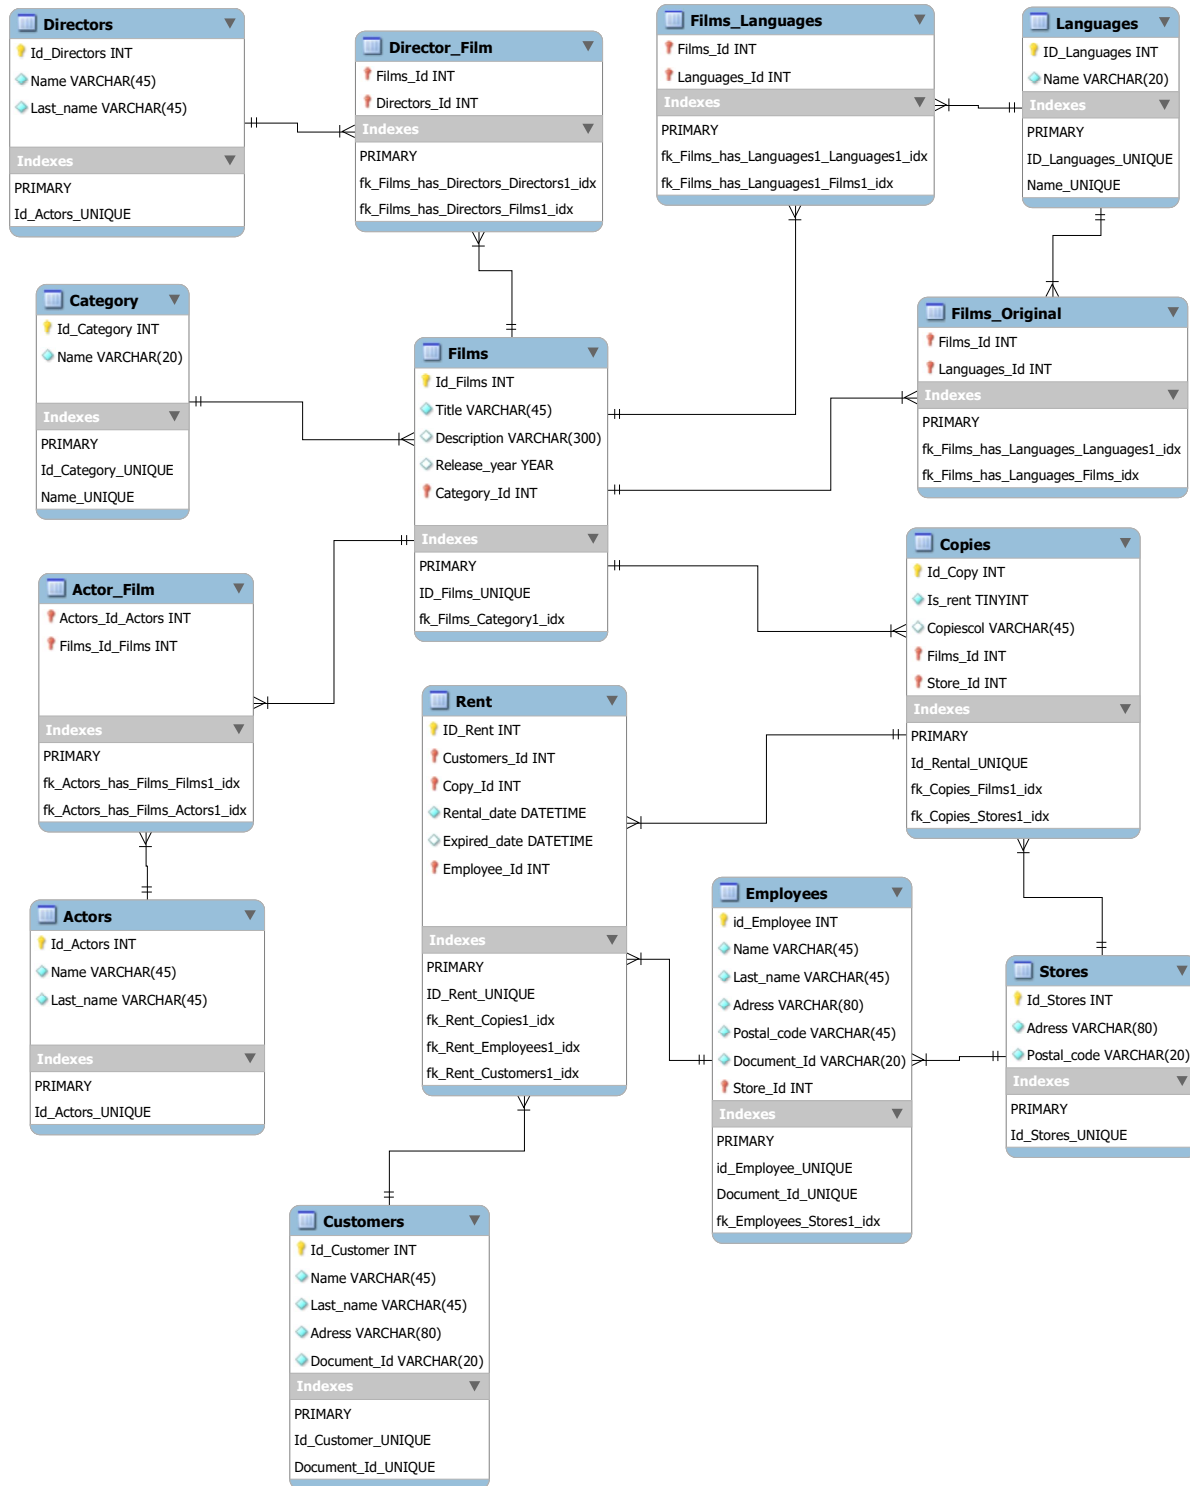 Directors
Id_Directors INT
Name VARCHAR(45)
Last_name VARCHAR(45)
Indexes
PRIMARY
Id_Actors_UNIQUE
Director_Film
Films_Id INT
Directors_Id INT
Indexes
PRIMARY
fk_Films_has_Directors_Directors1_idx
fk_Films_has_Directors_Films1_idx
Films_Languages
Films_Id INT
Languages_Id INT
Indexes
PRIMARY
fk_Films_has_Languages1_Languages1_idx
fk_Films_has_Languages1_Films1_idx
Languages
ID_Languages INT
Name VARCHAR(20)
Indexes
PRIMARY
ID_Languages_UNIQUE
Name_UNIQUE
Category
Id_Category INT
Name VARCHAR(20)
Indexes
PRIMARY
Id_Category_UNIQUE
Name_UNIQUE
Films
Id_Films INT
Title VARCHAR(45)
Description VARCHAR(300)
Release_year YEAR
Category_Id INT
Indexes
PRIMARY
ID_Films_UNIQUE
fk_Films_Category1_idx
Films_Original
Films_Id INT
Languages_Id INT
Indexes
PRIMARY
fk_Films_has_Languages_Languages1_idx
fk_Films_has_Languages_Films_idx
Actor_Film
Actors_Id_Actors INT
Films_Id_Films INT
Indexes
PRIMARY
fk_Actors_has_Films_Films1_idx
fk_Actors_has_Films_Actors1_idx
Copies
Id_Copy INT
Is_rent TINYINT
Copiescol VARCHAR(45)
Films_Id INT
Store_Id INT
Indexes
PRIMARY
Id_Rental_UNIQUE
fk_Copies_Films1_idx
fk_Copies_Stores1_idx
Rent
ID_Rent INT
Customers_Id INT
Copy_Id INT
Rental_date DATETIME
Expired_date DATETIME
Employee_Id INT
Indexes
PRIMARY
ID_Rent_UNIQUE
fk_Rent_Copies1_idx
fk_Rent_Employees1_idx
fk_Rent_Customers1_idx
Actors
Id_Actors INT
Name VARCHAR(45)
Last_name VARCHAR(45)
Indexes
PRIMARY
Id_Actors_UNIQUE
Employees
id_Employee INT
Name VARCHAR(45)
Last_name VARCHAR(45)
Adress VARCHAR(80)
Postal_code VARCHAR(45)
Document_Id VARCHAR(20)
Store_Id INT
Indexes
PRIMARY
id_Employee_UNIQUE
Document_Id_UNIQUE
fk_Employees_Stores1_idx
Stores
Id_Stores INT
Adress VARCHAR(80)
Postal_code VARCHAR(20)
Indexes
PRIMARY
Id_Stores_UNIQUE
Customers
Id_Customer INT
Name VARCHAR(45)
Last_name VARCHAR(45)
Adress VARCHAR(80)
Document_Id VARCHAR(20)
Indexes
PRIMARY
Id_Customer_UNIQUE
Document_Id_UNIQUE